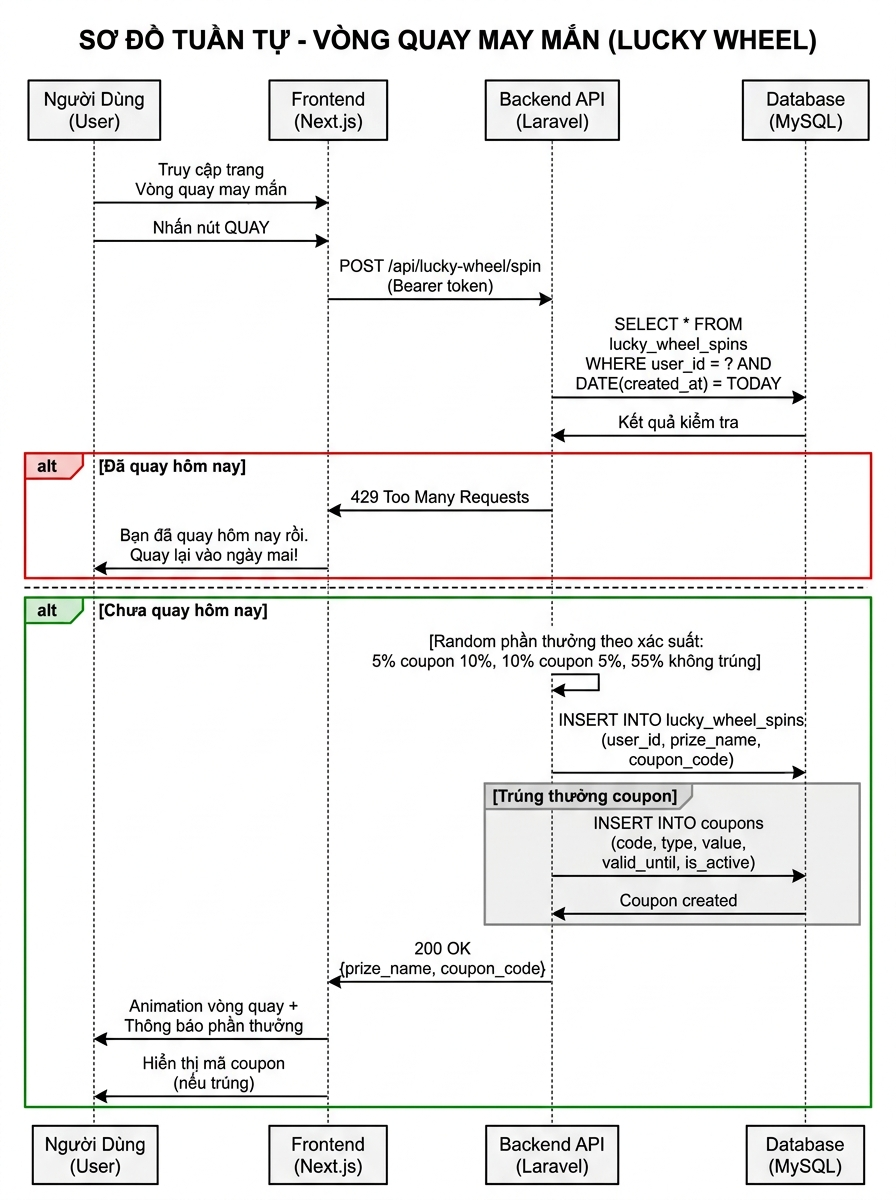 SƠ ĐỒ TUẦN TỰ - VÒNG QUAY MAY MẮN (LUCKY WHEEL)
Người Dùng
(User)
Frontend
(Next.js)
Backend API
(Laravel)
Database
(MySQL)
Truy cập trang
Vòng quay may mắn
Nhấn nút QUAY
POST /api/lucky-wheel/spin
(Bearer token)
SELECT * FROM
lucky_wheel_spins
WHERE user_id = ? AND
DATE(created_at) = TODAY
Kết quả kiểm tra
alt
[Đã quay hôm nay]
429 Too Many Requests
Bạn đã quay hôm nay rồi.
Quay lại vào ngày mai!
alt
[Chưa quay hôm nay]
[Random phần thưởng theo xác suất:
5% coupon 10%, 10% coupon 5%, 55% không trúng]
INSERT INTO lucky_wheel_spins
(user_id, prize_name,
coupon_code)
[Trúng thưởng coupon]
INSERT INTO coupons
(code, type, value,
valid_until, is_active)
Coupon created
200 OK
{prize_name, coupon_code}
Animation vòng quay +
Thông báo phần thưởng
Hiển thị mã coupon
(nếu trúng)
Người Dùng
(User)
Frontend
(Next.js)
Backend API
(Laravel)
Database
(MySQL)